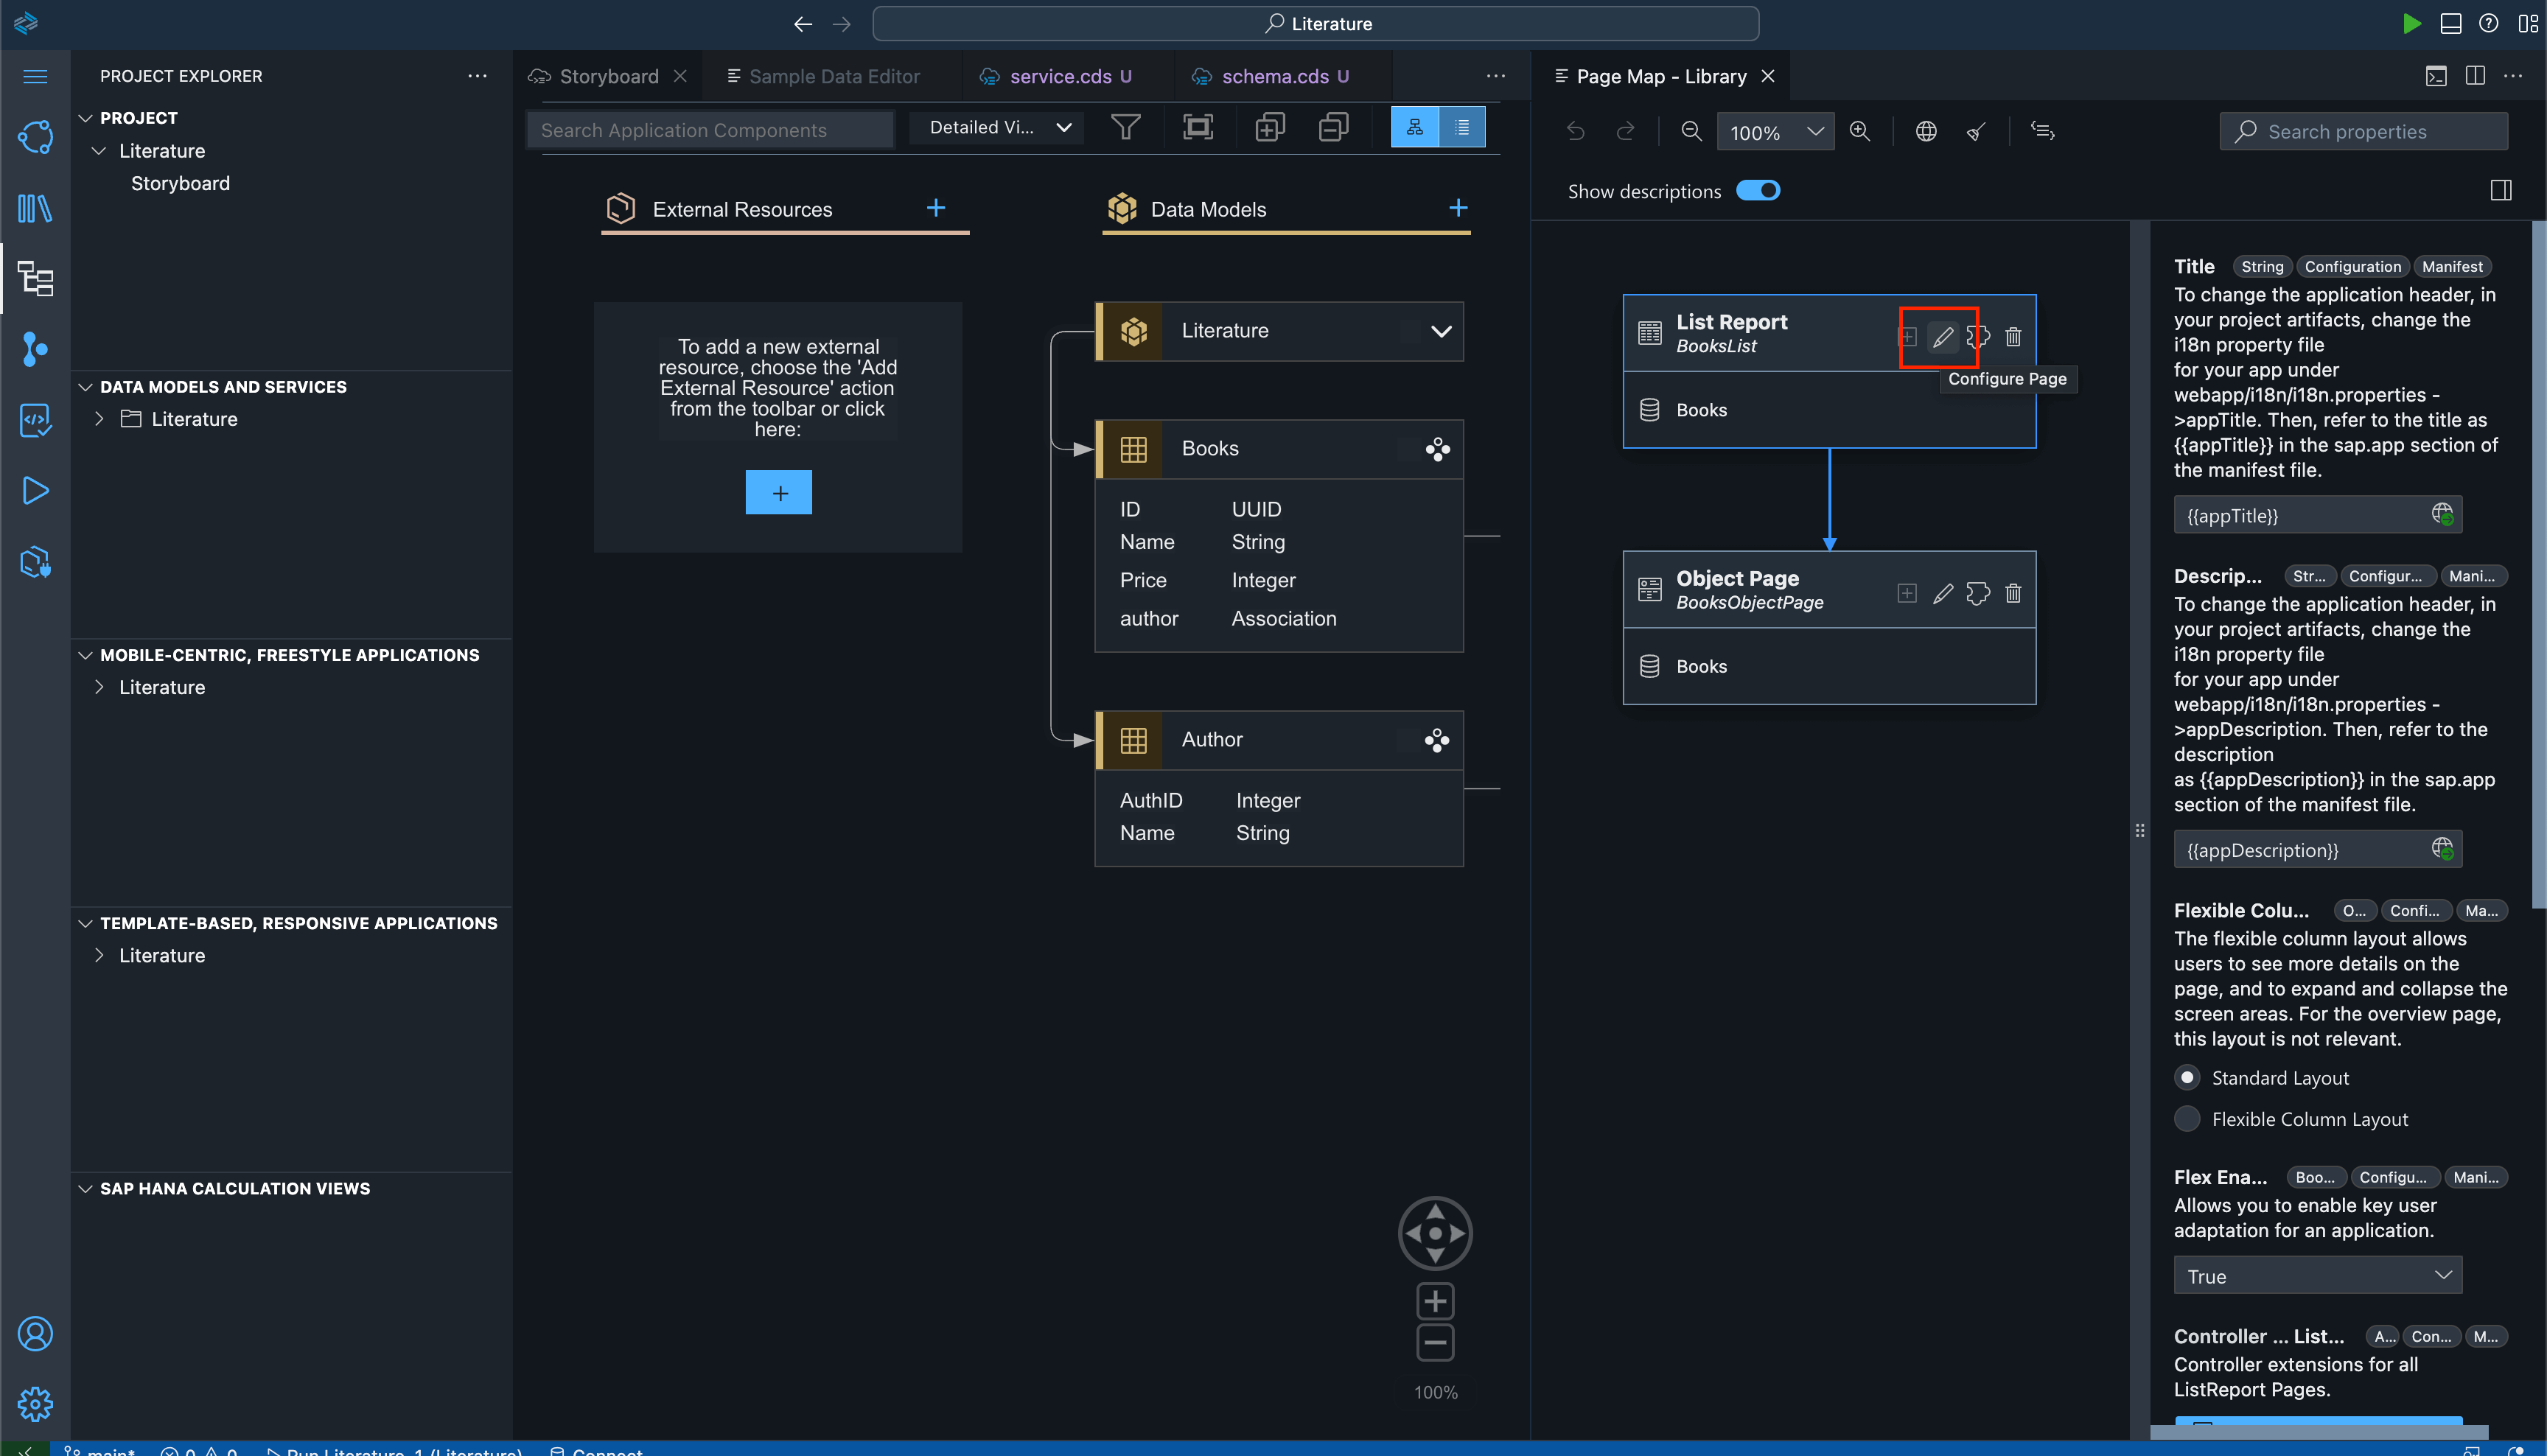 Literature
PROJECT EXPLORER
PROJECT
Literature
Storyboard
DATA MODELS AND SERVICES
Literature
MOBILE-CENTRIC, FREESTYLE APPLICATIONS
Literature
TEMPLATE-BASED, RESPONSIVE APPLICATIONS
Literature
SAP HANA CALCULATION VIEWS
Storyboard
Sample Data Editor
service.cds U
schema.cds U
Search Application Components
Detailed Vi...
External Resources
Data Models
To add a new external
resource, choose the 'Add
External Resource' action
from the toolbar or click
here:
Literature
Books
ID UUID
Name String
Price Integer
author Association
Author
AuthID Integer
Name String
100%
Page Map - Library
100%
Search properties
Show descriptions
List Report
BooksList
Configure Page
Books
Object Page
BooksObjectPage
Books
Title String Configuration Manifest
To change the application header, in
your project artifacts, change the
i18n property file
for your app under
webapp/i18n/i18n.properties -
>appTitle. Then, refer to the title as
{{appTitle}} in the sap.app section of
the manifest file.
{{appTitle}}
Descrip... Str... Configur... Mani...
To change the application header, in
your project artifacts, change the
i18n property file
for your app under
webapp/i18n/i18n.properties -
>appDescription. Then, refer to the
description
as {{appDescription}} in the sap.app
section of the manifest file.
{{appDescription}}
Flexible Colu... O... Confi... Ma...
The flexible column layout allows
users to see more details on the
page, and to expand and collapse the
screen areas. For the overview page,
this layout is not relevant.
Standard Layout
Flexible Column Layout
Flex Ena... Boo... Configu... Mani...
Allows you to enable key user
adaptation for an application.
True
Controller ... List... A... Con... M...
Controller extensions for all
ListReport Pages.
main* 0 0 Run Literature-1 (Literature) Connect